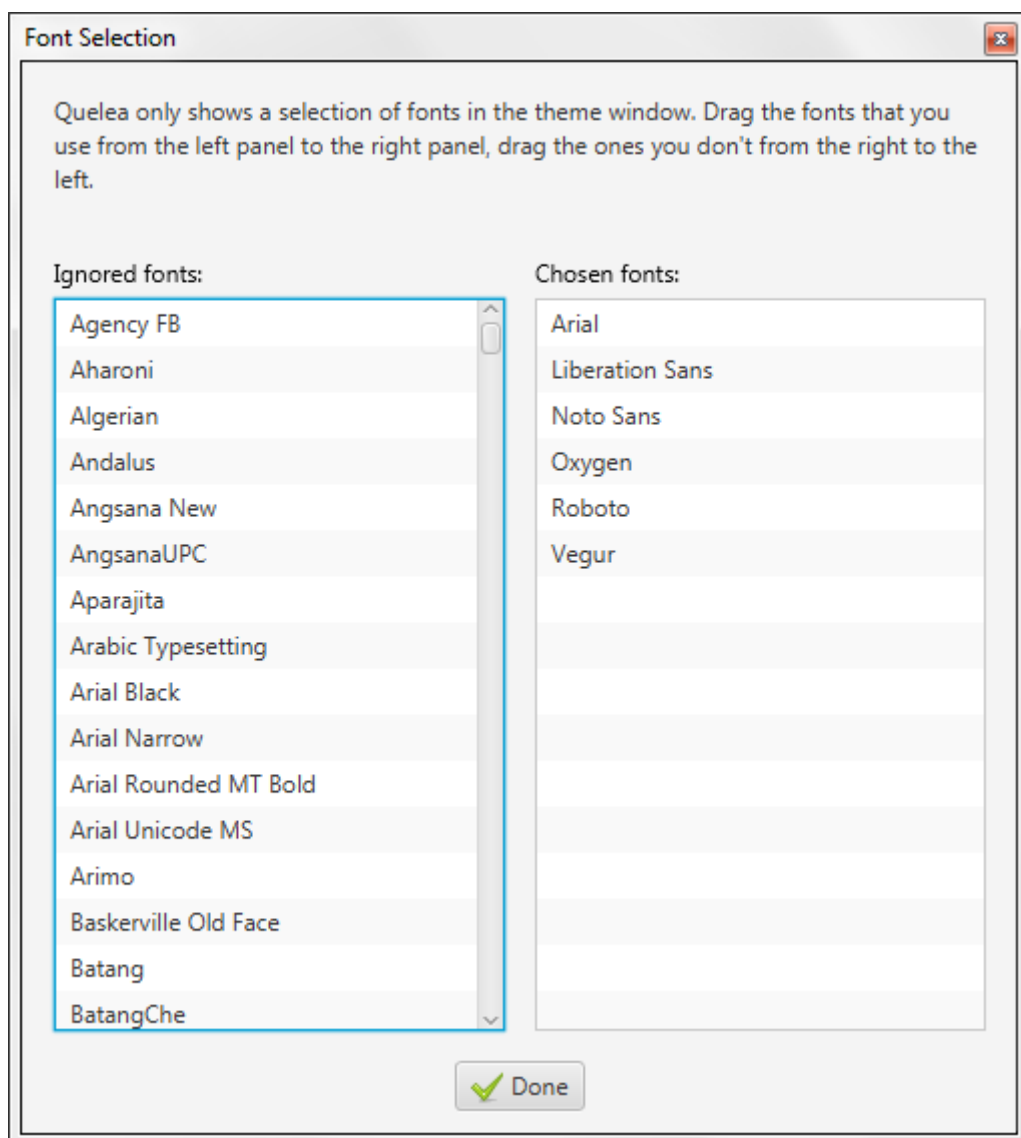 Font Selection
Quelea only shows a selection of fonts in the theme window. Drag the fonts that you
use from the left panel to the right panel, drag the ones you don't from the right to the
left.
Ignored fonts:
Agency FB
Aharoni
Algerian
Andalus
Angsana New
AngsanaUPC
Aparajita
Arabic Typesetting
Arial Black
Arial Narrow
Arial Rounded MT Bold
Arial Unicode MS
Arimo
Baskerville Old Face
Batang
BatangChe
Chosen fonts:
Arial
Liberation Sans
Noto Sans
Oxygen
Roboto
Vegur
Done